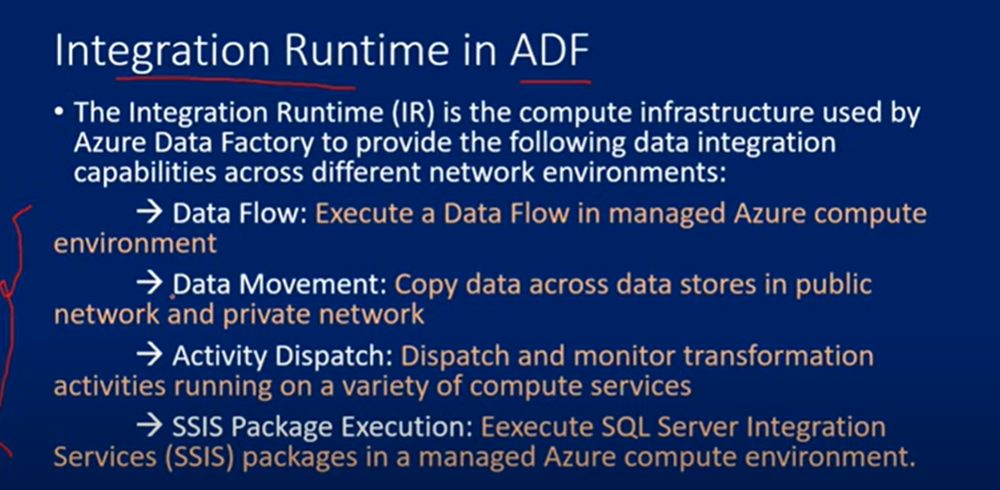 Integration Runtime in ADF
• The Integration Runtime (IR) is the compute infrastructure used by
Azure Data Factory to provide the following data integration
capabilities across different network environments:
→ Data Flow: Execute a Data Flow in managed Azure compute
environment
→ Data Movement: Copy data across data stores in public
network and private network
→ Activity Dispatch: Dispatch and monitor transformation
activities running on a variety of compute services
→ SSIS Package Execution: Eexecute SQL Server Integration
Services (SSIS) packages in a managed Azure compute environment.